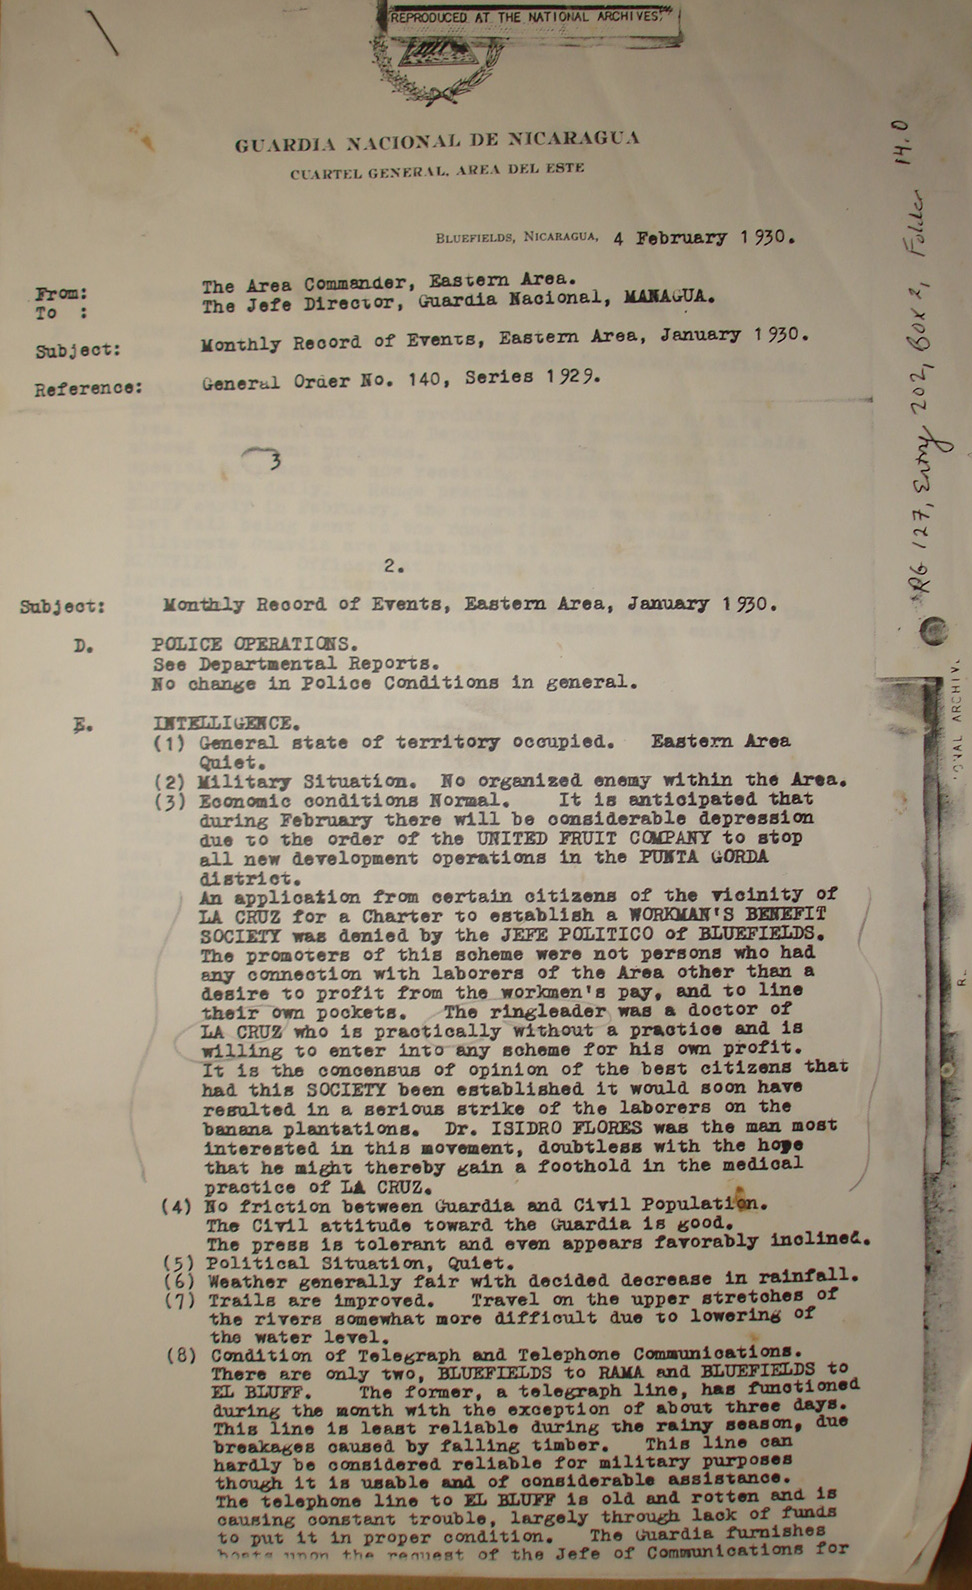 "REPRODUCED AT THE NATIONAL ARCHIVES."
GUARDIA NACIONAL DE NICARAGUA
CUARTEL GENERAL, AREA DEL ESTE
BLUEFIELDS, NICARAGUA, 4 February 1930.
From: The Area Commander, Eastern Area.
To : The Jefe Director, Guardia Nacional, MANAGUA.
Subject: Monthly Record of Events, Eastern Area, January 1930.
Reference: General Order No. 140, Series 1929.
3
2.
Subject: Monthly Record of Events, Eastern Area, January 1930.
D. POLICE OPERATIONS.
See Departmental Reports.
No change in Police Conditions in general.
E. INTELLIGENCE.
(1) General state of territory occupied. Eastern Area
Quiet.
(2) Military Situation. No organized enemy within the Area.
(3) Economic conditions Normal. It is anticipated that
during February there will be considerable depression
due to the order of the UNITED FRUIT COMPANY to stop
all new development operations in the PUNTA GORDA
district.
An application from certain citizens of the vicinity of
LA CRUZ for a Charter to establish a WORKMAN'S BENEFIT
SOCIETY was denied by the JEFE POLITICO of BLUEFIELDS.
The promoters of this scheme were not persons who had
any connection with laborers of the Area other than a
desire to profit from the workmen's pay, and to line
their own pockets. The ringleader was a doctor of
LA CRUZ who is practically without a practice and is
willing to enter into any scheme for his own profit.
It is the concensus of opinion of the best citizens that
had this SOCIETY been established it would soon have
resulted in a serious strike of the laborers on the
banana plantations. Dr. ISIDRO FLORES was the man most
interested in this movement, doubtless with the hope
that he might thereby gain a foothold in the medical
practice of LA CRUZ.
(4) No friction between Guardia and Civil Population.
The Civil attitude toward the Guardia is good.
The press is tolerant and even appears favorably inclined.
(5) Political Situation, Quiet.
(6) Weather generally fair with decided decrease in rainfall.
(7) Trails are improved. Travel on the upper stretches of
the rivers somewhat more difficult due to lowering of
the water level.
(8) Condition of Telegraph and Telephone Communications.
There are only two, BLUEFIELDS to RAMA and BLUEFIELDS to
EL BLUFF. The former, a telegraph line, has functioned
during the month with the exception of about three days.
This line is least reliable during the rainy season, due
breakages caused by falling timber. This line can
hardly be considered reliable for military purposes
though it is usable and of considerable assistance.
The telephone line to EL BLUFF is old and rotten and is
causing constant trouble, largely through lack of funds
to put it in proper condition. The Guardia furnishes
boats upon the request of the Jefe of Communications for
RG 127, Entry 202, Box 2, Folder 14.0
ONAL ARCHIV
R.